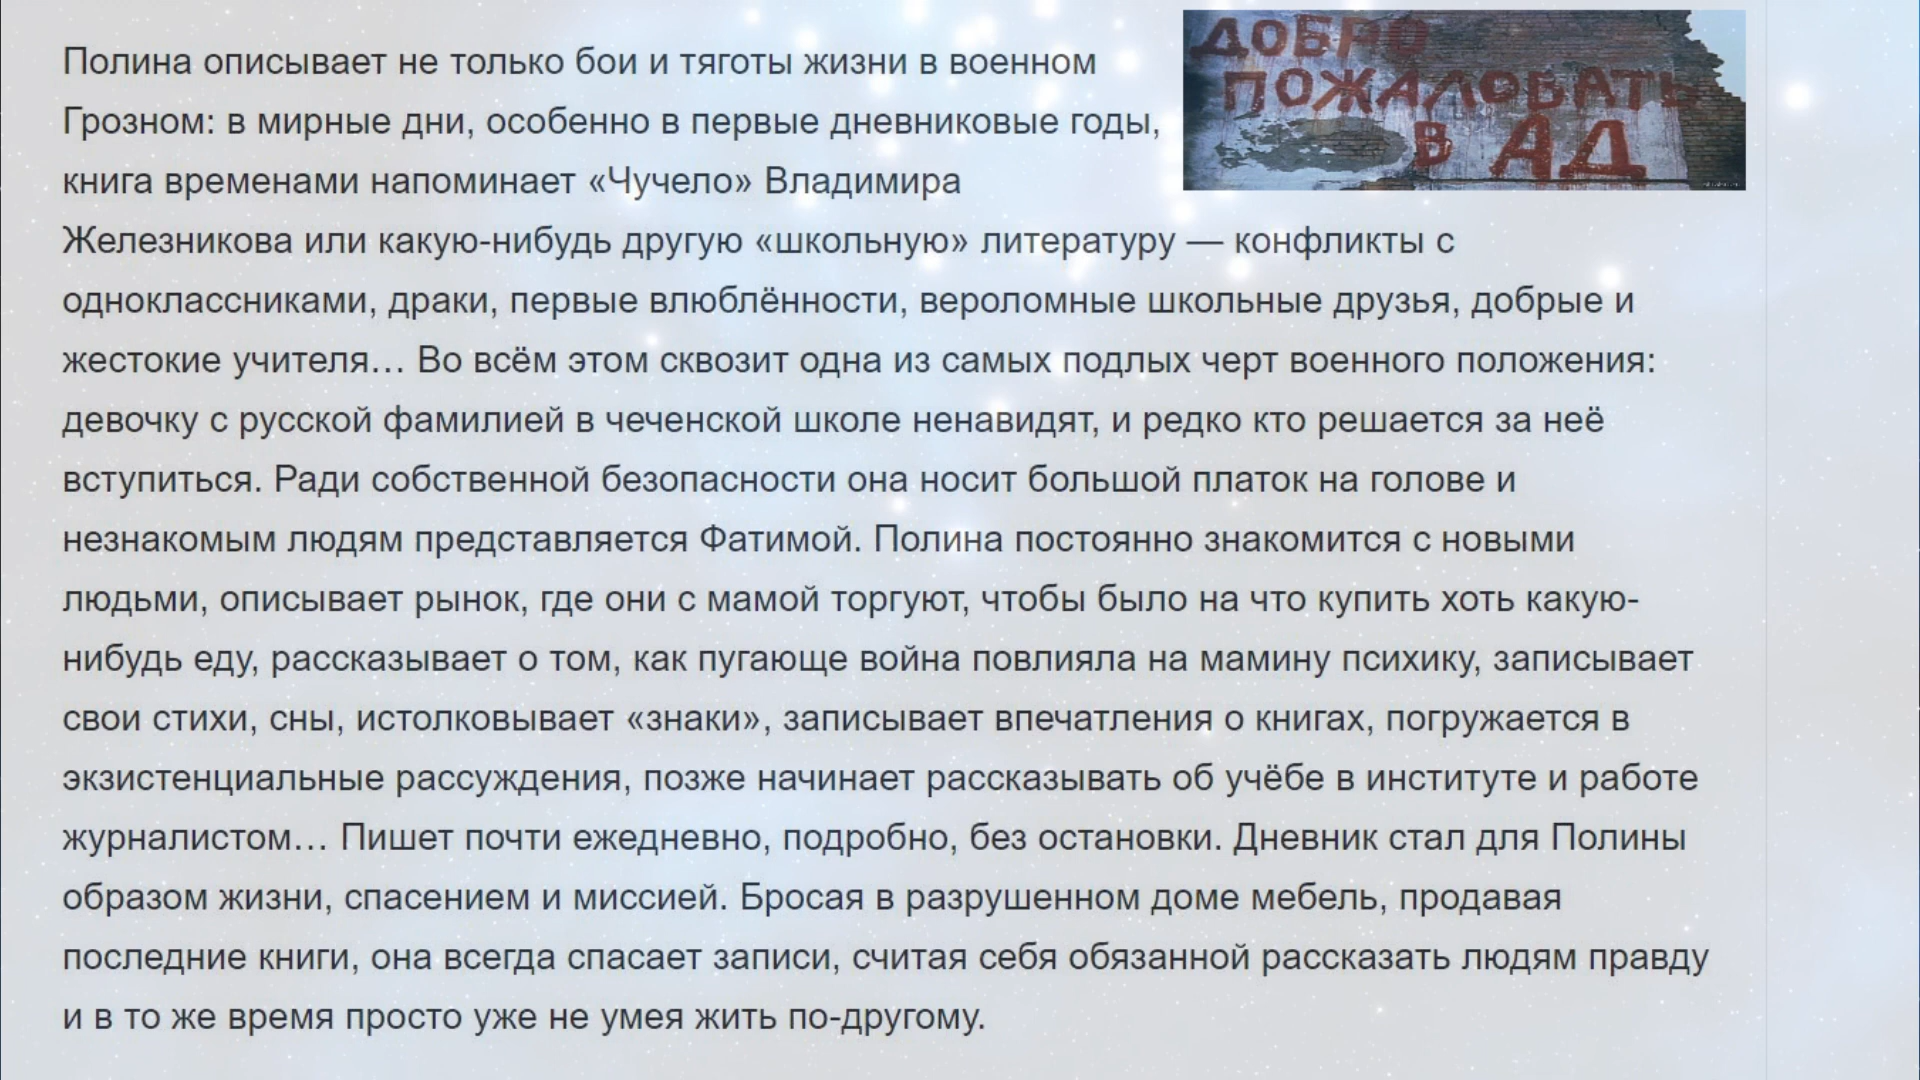 Полина описывает не только бои и тяготы жизни в военном
Грозном: в мирные дни, особенно в первые дневниковые годы,
книга временами напоминает «Чучело» Владимира
Железникова или какую-нибудь другую «школьную» литературу — конфликты с
одноклассниками, драки, первые влюблённости, вероломные школьные друзья, добрые и
жестокие учителя… Во всём этом сквозит одна из самых подлых черт военного положения:
девочку с русской фамилией в чеченской школе ненавидят, и редко кто решается за неё
вступиться. Ради собственной безопасности она носит большой платок на голове и
незнакомым людям представляется Фатимой. Полина постоянно знакомится с новыми
людьми, описывает рынок, где они с мамой торгуют, чтобы было на что купить хоть какую-
нибудь еду, рассказывает о том, как пугающе война повлияла на мамину психику, записывает
свои стихи, сны, истолковывает «знаки», записывает впечатления о книгах, погружается в
экзистенциальные рассуждения, позже начинает рассказывать об учёбе в институте и работе
журналистом… Пишет почти ежедневно, подробно, без остановки. Дневник стал для Полины
образом жизни, спасением и миссией. Бросая в разрушенном доме мебель, продавая
последние книги, она всегда спасает записи, считая себя обязанной рассказать людям правду
и в то же время просто уже не умея жить по-другому.
ДОБРО
ПОЖАЛОВАТЬ
В АД